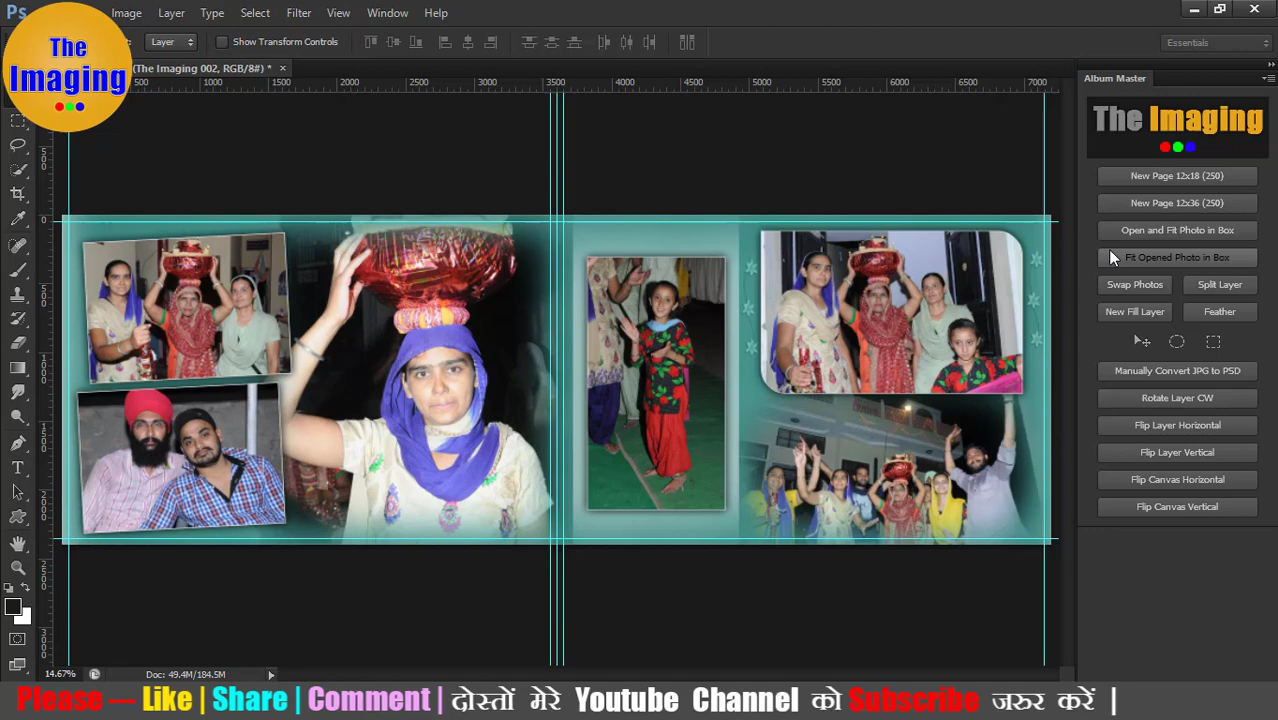 Ps Image Layer Type Select Filter View Window Help
The Imaging
Layer Show Transform Controls Essentials
(The Imaging 002, RGB/8#) * ×
500 1000 1500 2000 2500 3000 3500 4000 4500 5000 5500 6000 6500 7000
Album Master
The Imaging
New Page 12x18 (250)
New Page 12x36 (250)
Open and Fit Photo in Box
Fit Opened Photo in Box
Swap Photos Split Layer
New Fill Layer Feather
Manually Convert JPG to PSD
Rotate Layer CW
Flip Layer Horizontal
Flip Layer Vertical
Flip Canvas Horizontal
Flip Canvas Vertical
14.67% Doc: 49.4M/184.5M
Please --- Like | Share | Comment | दोस्तों मेरे Youtube Channel को Subscribe जरूर करें |